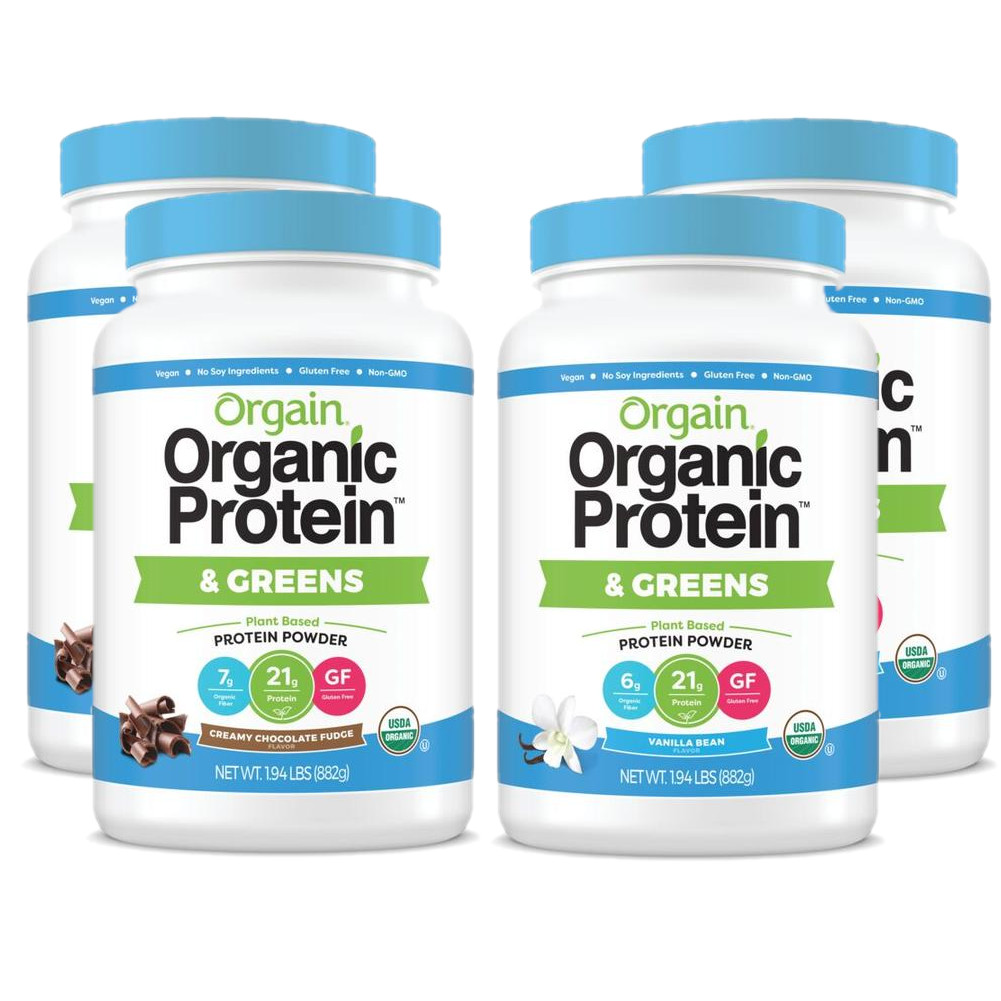 Vegan •
Vegan • No Soy Ingredients • Gluten Free • Non-GMO
Orgain
Organic
Protein™
& GREENS
Plant Based
PROTEIN POWDER
7g
Organic
Fiber
21g
Protein
GF
Gluten Free
CREAMY CHOCOLATE FUDGE
FLAVOR
USDA
ORGANIC
U
NET WT. 1.94 LBS (882g)
Vegan • No Soy Ingredients • Gluten Free • Non-GMO
Orgain
Organic
Protein™
& GREENS
Plant Based
PROTEIN POWDER
6g
Organic
Fiber
21g
Protein
GF
Gluten Free
VANILLA BEAN
FLAVOR
USDA
ORGANIC
U
NET WT. 1.94 LBS (882g)
uten Free • Non-GMO
ic
n™
S
USDA
ORGANIC
U